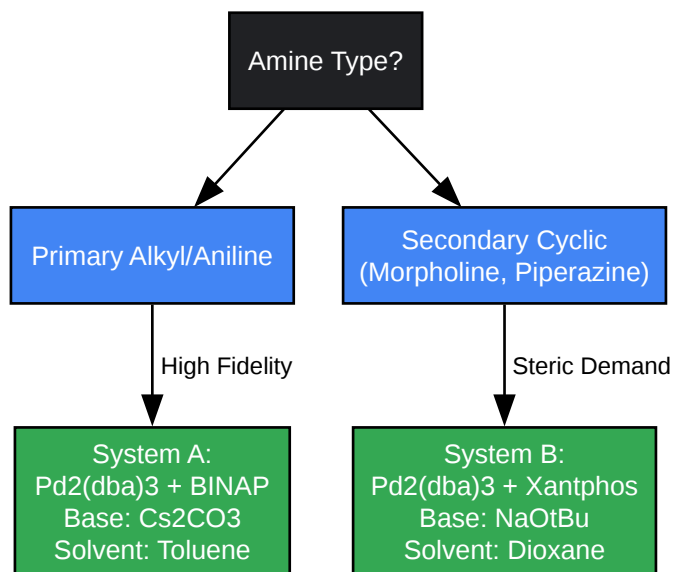 Amine Type?
Primary Alkyl/Aniline
Secondary Cyclic
(Morpholine, Piperazine)
High Fidelity
Steric Demand
System A:
Pd2(dba)3 + BINAP
Base: Cs2CO3
Solvent: Toluene
System B:
Pd2(dba)3 + Xantphos
Base: NaOtBu
Solvent: Dioxane